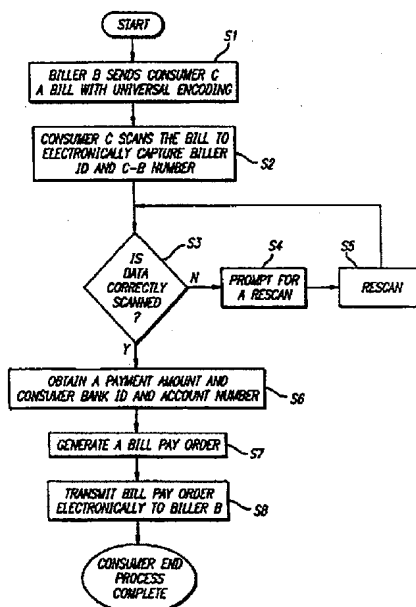 START
S1
BILLER B SENDS CONSUMER C
A BILL WITH UNIVERSAL ENCODING
CONSUMER C SCANS THE BILL TO
ELECTRONICALLY CAPTURE BILLER
ID AND C-B NUMBER
S2
S3
IS
DATA
CORRECTLY
SCANNED
?
N
S4
PROMPT FOR
A RESCAN
S5
RESCAN
Y
OBTAIN A PAYMENT AMOUNT AND
CONSUMER BANK ID AND ACCOUNT NUMBER
S6
GENERATE A BILL PAY ORDER
S7
TRANSMIT BILL PAY ORDER
ELECTRONICALLY TO BILLER B
S8
CONSUMER END
PROCESS
COMPLETE